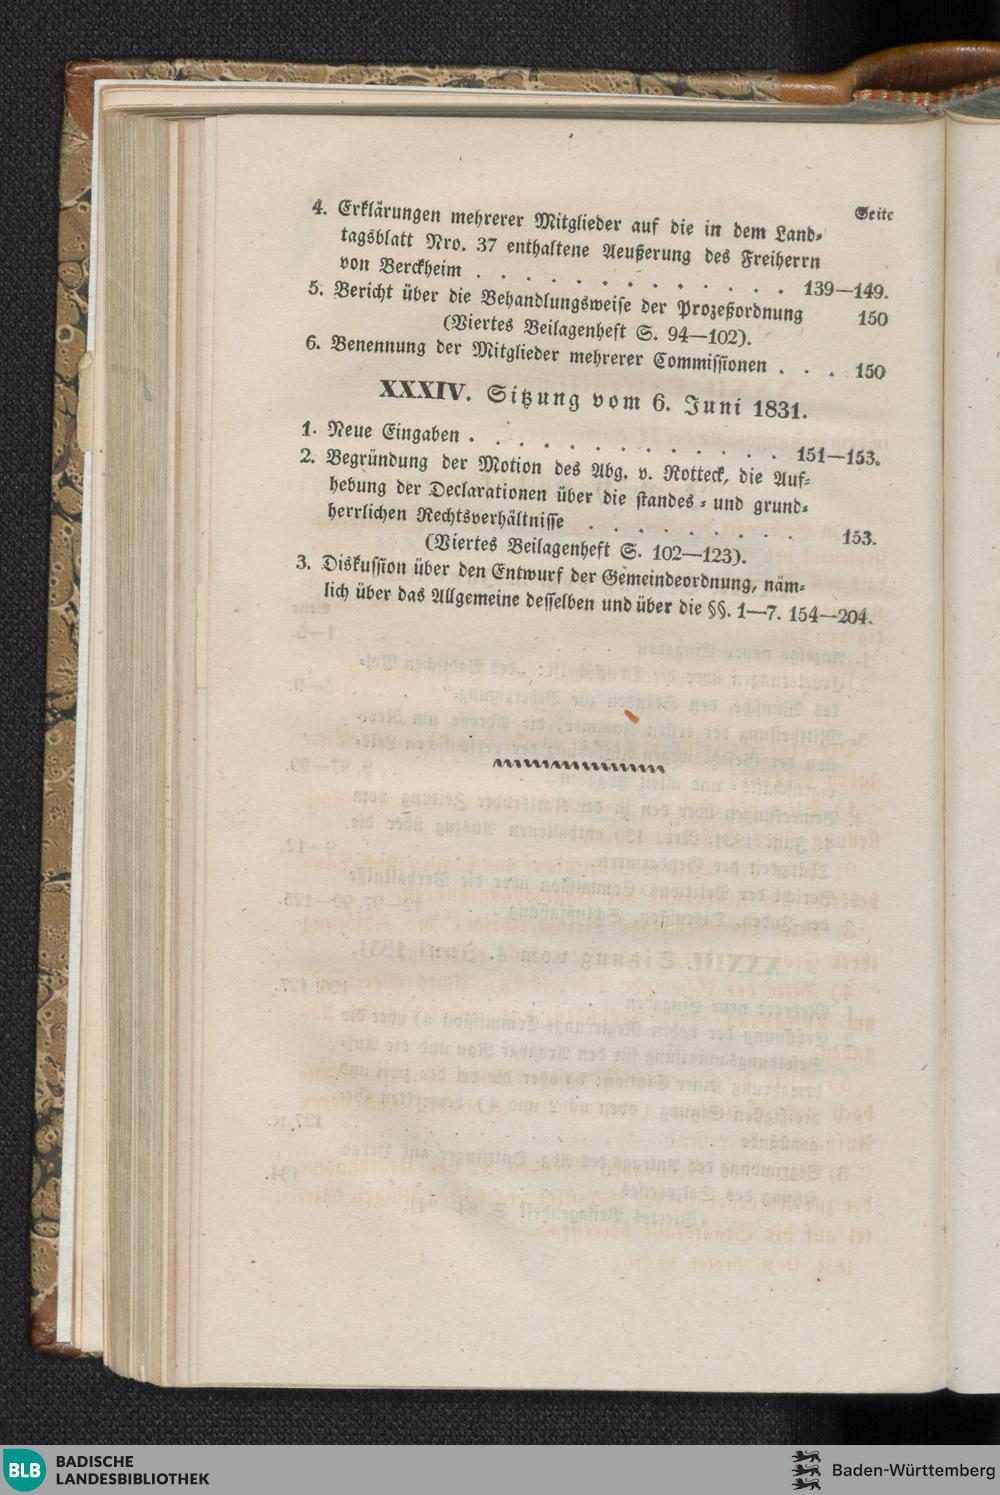 Seite
4. Erklärungen mehrerer Mitglieder auf die in dem Land-
tagsblatt Nro. 37 enthaltene Aeußerung des Freiherrn
von Berckheim . . . . . . . . . . . . . 139—149.
5. Bericht über die Behandlungsweise der Prozeßordnung 150
(Viertes Beilagenheft S. 94—102).
6. Benennung der Mitglieder mehrerer Commissionen . . . 150
XXXIV. Sitzung vom 6. Juni 1831.
1. Neue Eingaben . . . . . . . . . . . . . . 151—153.
2. Begründung der Motion des Abg. v. Rotteck, die Auf-
hebung der Declarationen über die standes- und grund-
herrlichen Rechtsverhältnisse . . . . . . . . . 153.
(Viertes Beilagenheft S. 102—123).
3. Diskussion über den Entwurf der Gemeindeordnung, näm-
lich über das Allgemeine desselben und über die §§. 1—7. 154—204.
BLB BADISCHE
LANDESBIBLIOTHEK
Baden-Württemberg